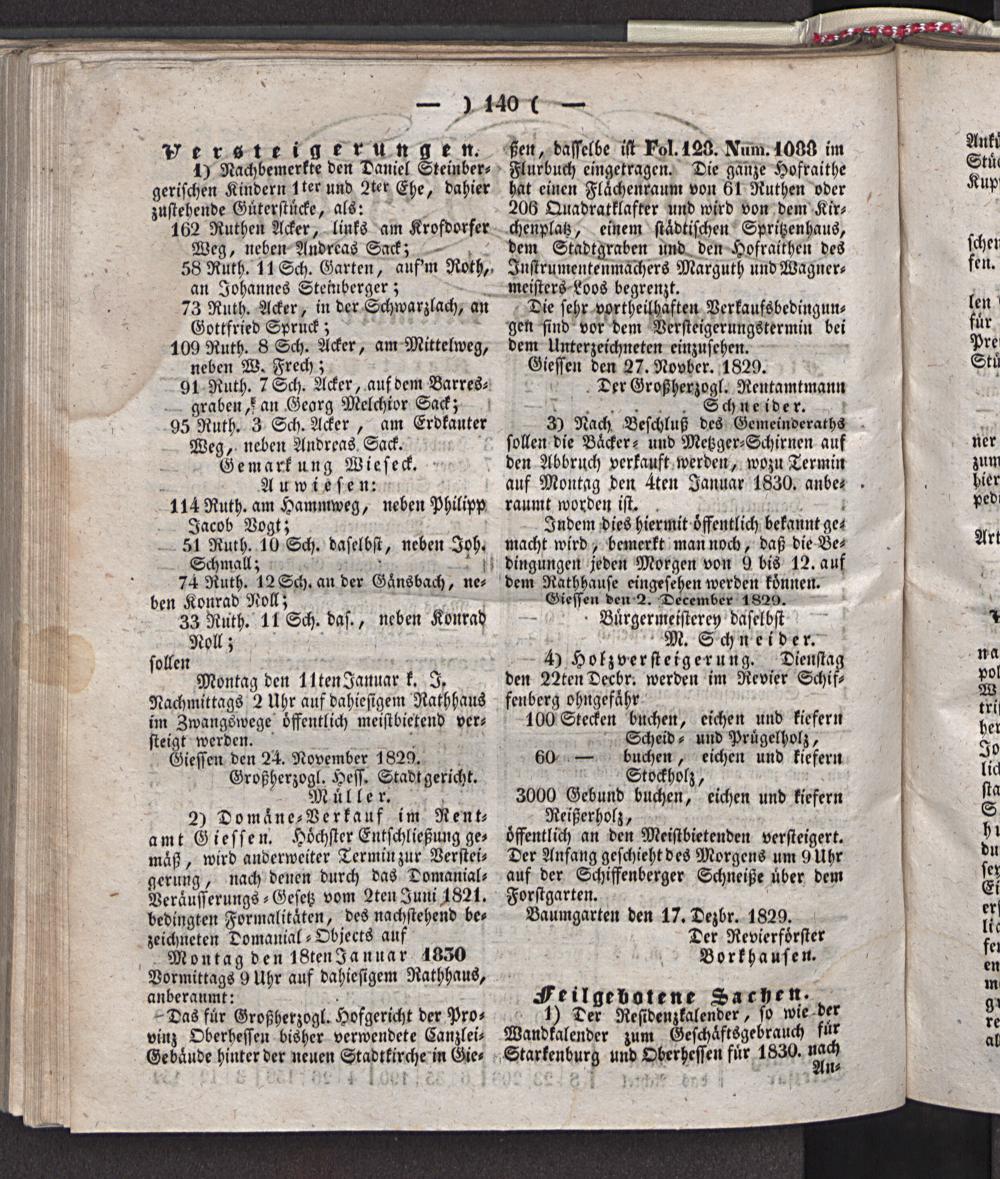 — ) 140 ( —
Versteigerungen.
1) Nachbemerkte den Daniel Steinber-
gerischen Kindern 1ter und 2ter Ehe, dahier
zustehende Güterstücke, als:
162 Ruthen Acker, links am Krofdorfer
Weg, neben Andreas Sack;
58 Ruth. 11 Sch. Garten, auf'm Roth,
an Johannes Steinberger;
73 Ruth. Acker, in der Schwarzlach, an
Gottfried Spruck;
109 Ruth. 8 Sch. Acker, am Mittelweg,
neben W. Frech;
91 Ruth. 7 Sch. Acker, auf dem Barres-
graben, an Georg Melchior Sack;
95 Ruth. 3 Sch. Acker, am Erdkauter
Weg, neben Andreas Sack.
Gemarkung Wieseck.
Auwiesen:
114 Ruth. am Hammweg, neben Philipp
Jacob Vogt;
51 Ruth. 10 Sch. daselbst, neben Joh.
Schmall;
74 Ruth. 12 Sch. an der Gänsbach, ne-
ben Konrad Noll;
33 Ruth. 11 Sch. das., neben Konrad
Noll;
sollen
Montag den 11ten Januar k. J.
Nachmittags 2 Uhr auf dahiesigem Rathhaus
im Zwangswege öffentlich meistbietend ver-
steigt werden.
Giessen den 24. November 1829.
Großherzogl. Hess. Stadtgericht.
Müller.
2) Domäne-Verkauf im Rent-
amt Giessen. Höchster Entschließung ge-
mäß, wird anderweiter Termin zur Verstei-
gerung, nach denen durch das Domanial-
Veräusserungs-Gesetz vom 2ten Juni 1821.
bedingten Formalitäten, des nachstehend be-
zeichneten Domanial-Objects auf
Montag den 18ten Januar 1830
Vormittags 9 Uhr auf dahiesigem Rathhaus,
anberaumt:
Das für Großherzogl. Hofgericht der Pro-
vinz Oberhessen bisher verwendete Canzlei-
Gebäude hinter der neuen Stadtkirche in Gie-
ßen, dasselbe ist Fol. 128. Num. 1088 im
Flurbuch eingetragen. Die ganze Hofraithe
hat einen Flächenraum von 61 Ruthen oder
206 Quadratklafter und wird von dem Kir-
chenplatz, einem städtischen Spritzenhaus,
dem Stadtgraben und den Hofraithen des
Instrumentenmachers Marguth und Wagner-
meisters Loos begrenzt.
Die sehr vortheilhaften Verkaufsbedingun-
gen sind vor dem Versteigerungstermin bei
dem Unterzeichneten einzusehen.
Giessen den 27. Novber. 1829.
Der Großherzogl. Rentamtmann
Schneider.
3) Nach Beschluß des Gemeinderaths
sollen die Bäcker- und Metzger-Schirnen auf
den Abbruch verkauft werden, wozu Termin
auf Montag den 4ten Januar 1830. anbe-
raumt worden ist.
Indem dies hiermit öffentlich bekannt ge-
macht wird, bemerkt man noch, daß die Be-
dingungen jeden Morgen von 9 bis 12. auf
dem Rathhause eingesehen werden können.
Giessen den 2. December 1829.
Bürgermeisterey daselbst
M. Schneider.
4) Holzversteigerung. Dienstag
den 22ten Decbr. werden im Revier Schif-
fenberg ohngefähr
100 Stecken buchen, eichen und kiefern
Scheid- und Prügelholz,
60 — buchen, eichen und kiefern
Stockholz,
3000 Gebund buchen, eichen und kiefern
Reißerholz,
öffentlich an den Meistbietenden versteigert.
Der Anfang geschieht des Morgens um 9 Uhr
auf der Schiffenberger Schneiße über dem
Forstgarten.
Baumgarten den 17. Dezbr. 1829.
Der Revierförster
Borkhausen.
Feilgebotene Sachen.
1) Der Residenzkalender, so wie der
Wandkalender zum Geschäftsgebrauch für
Starkenburg und Oberhessen für 1830. nach
An-